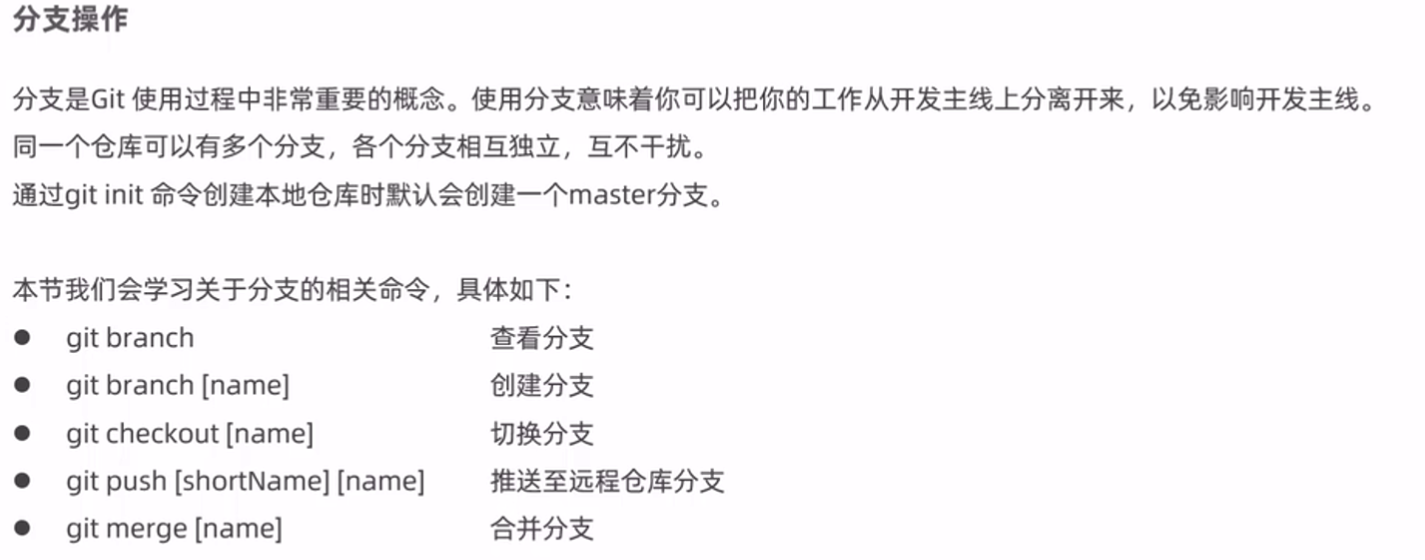 分支操作
分支是Git 使用过程中非常重要的概念。使用分支意味着你可以把你的工作从开发主线上分离开来，以免影响开发主线。
同一个仓库可以有多个分支，各个分支相互独立，互不干扰。
通过git init 命令创建本地仓库时默认会创建一个master分支。
本节我们会学习关于分支的相关命令，具体如下：
● git branch 查看分支
● git branch [name] 创建分支
● git checkout [name] 切换分支
● git push [shortName] [name] 推送至远程仓库分支
● git merge [name] 合并分支